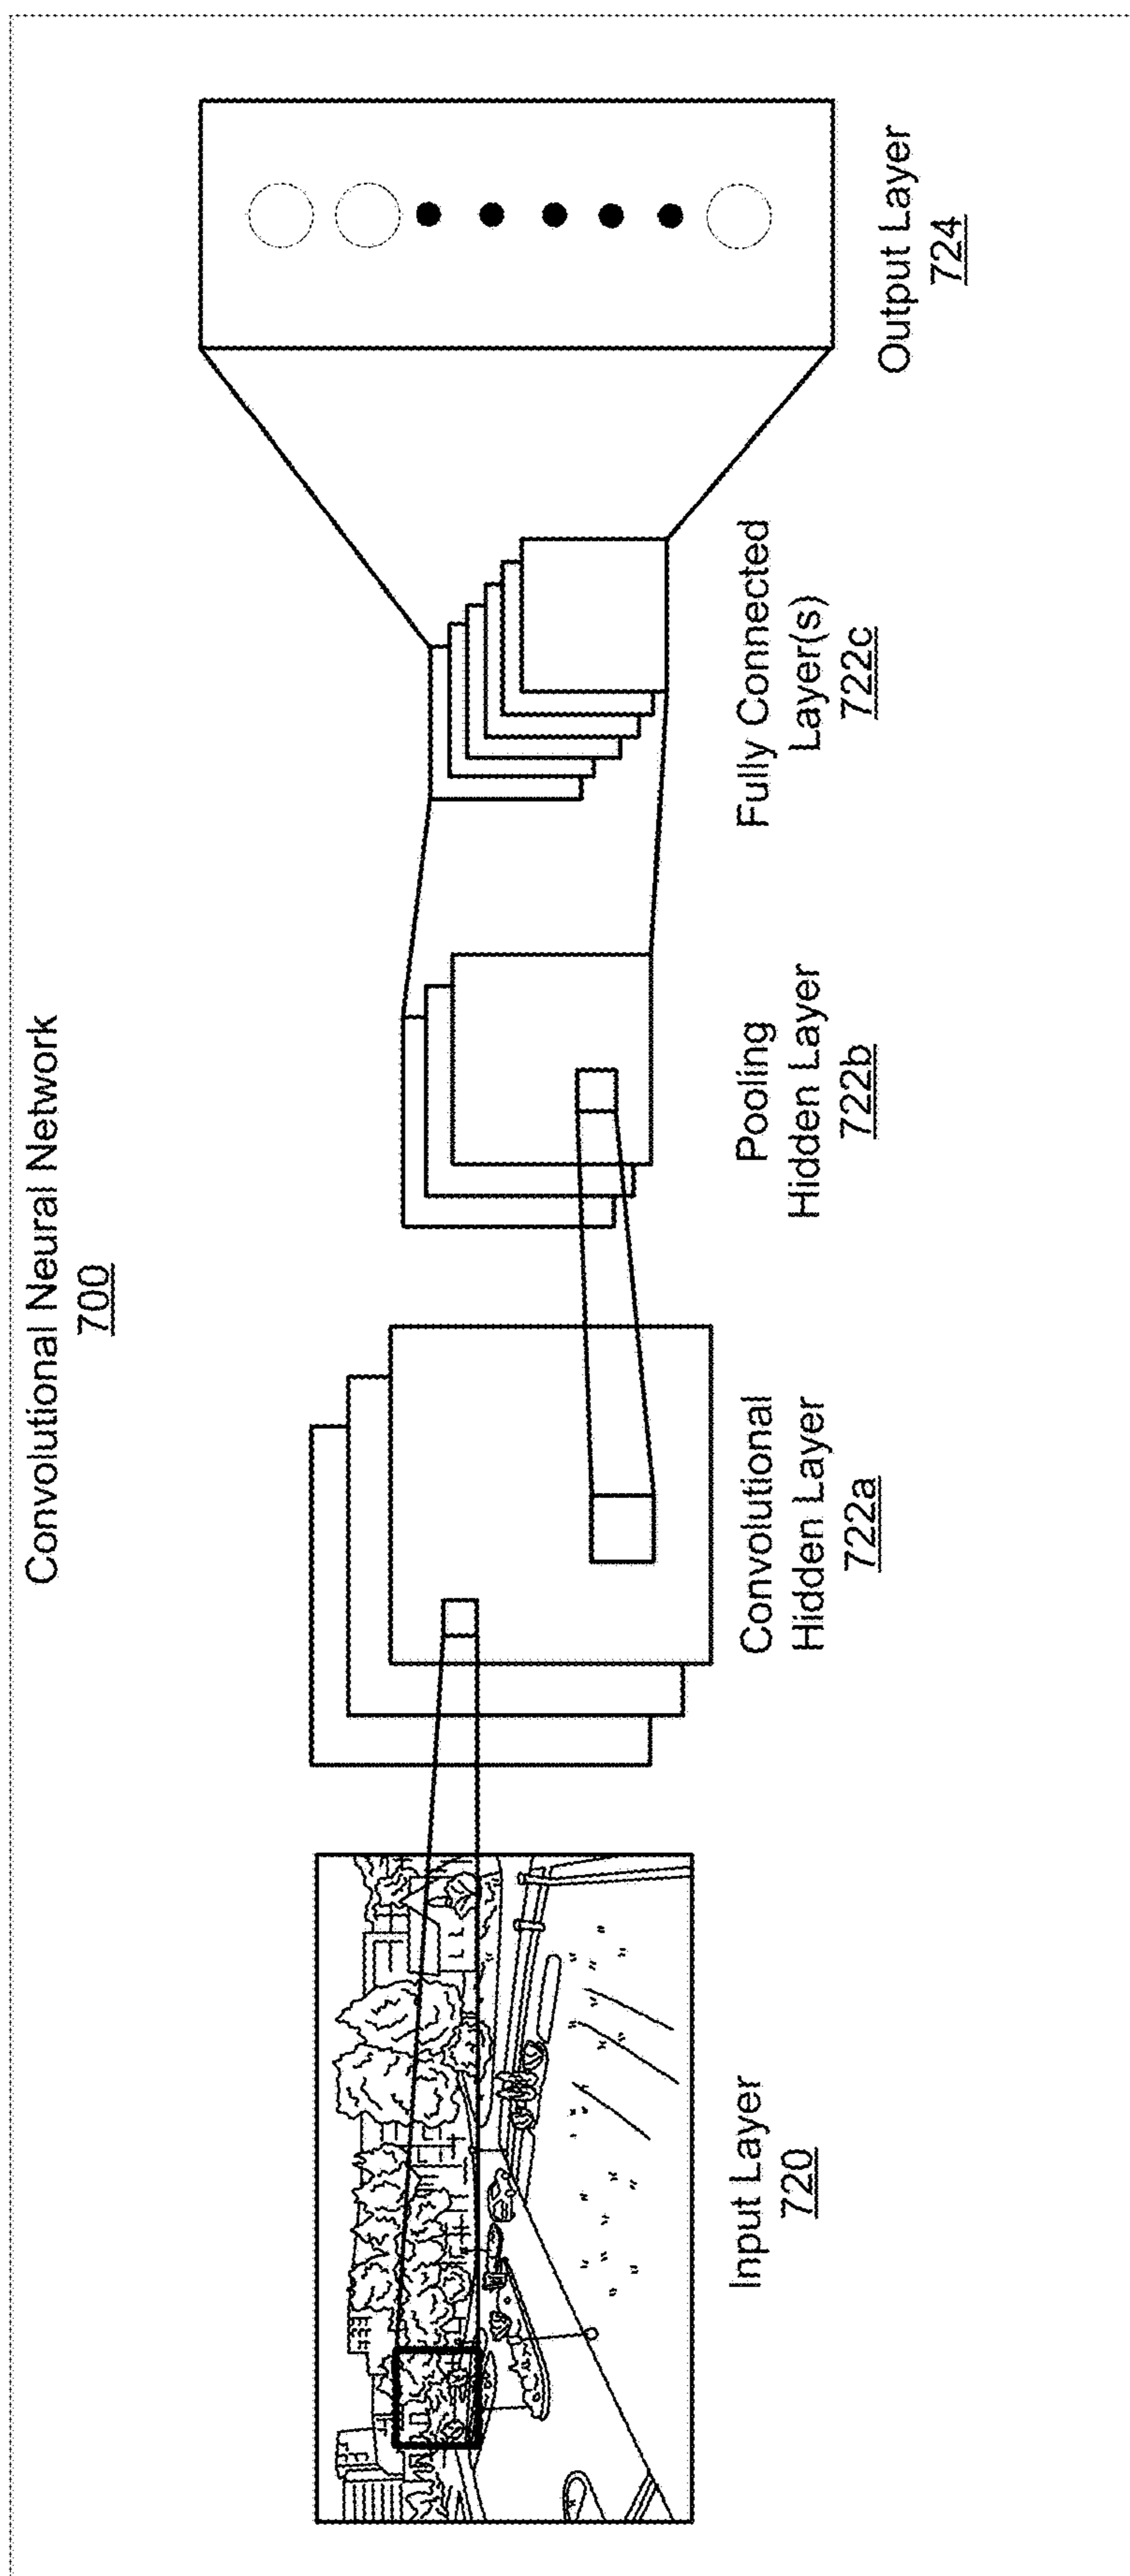 Convolutional Neural Network
700
Input Layer
720
Convolutional
Hidden Layer
722a
Pooling
Hidden Layer
722b
Fully Connected
Layer(s)
722c
Output Layer
724